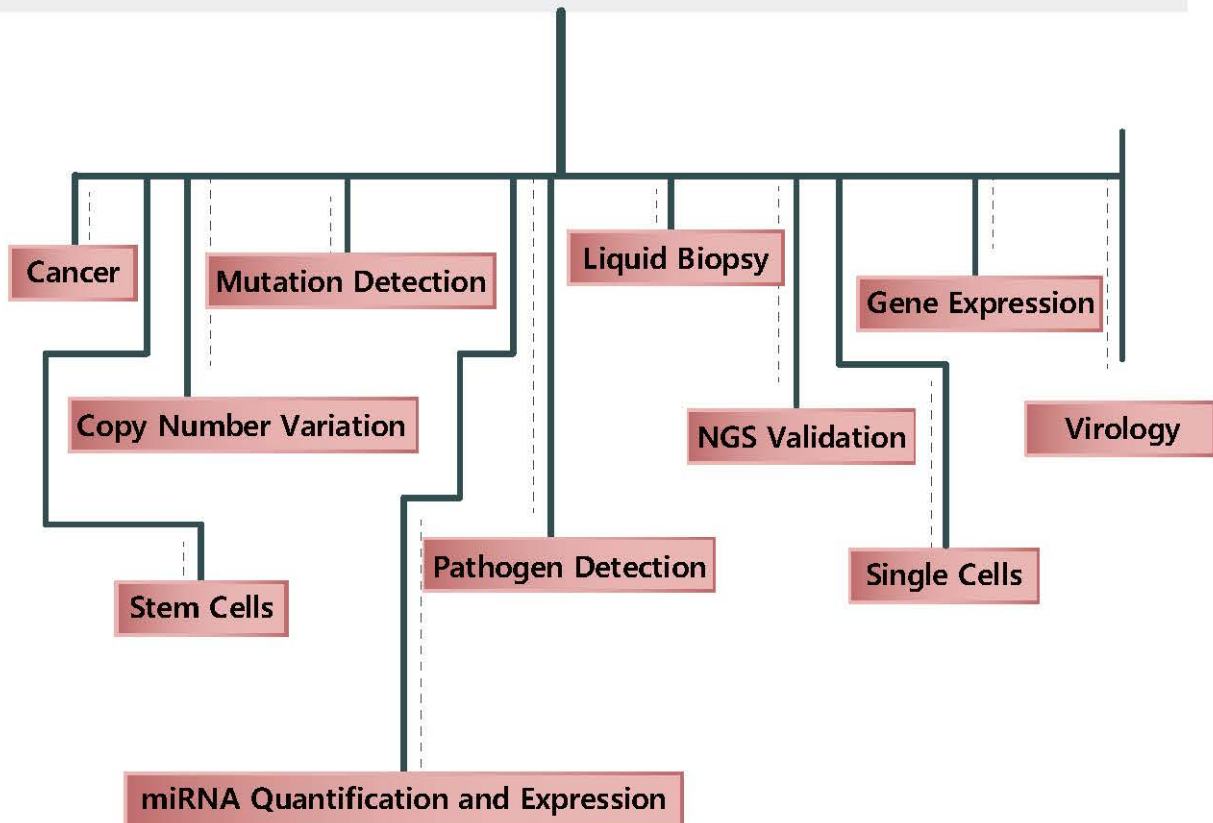 Cancer
Mutation Detection
Liquid Biopsy
Gene Expression
Copy Number Variation
NGS Validation
Virology
Pathogen Detection
Single Cells
Stem Cells
miRNA Quantification and Expression